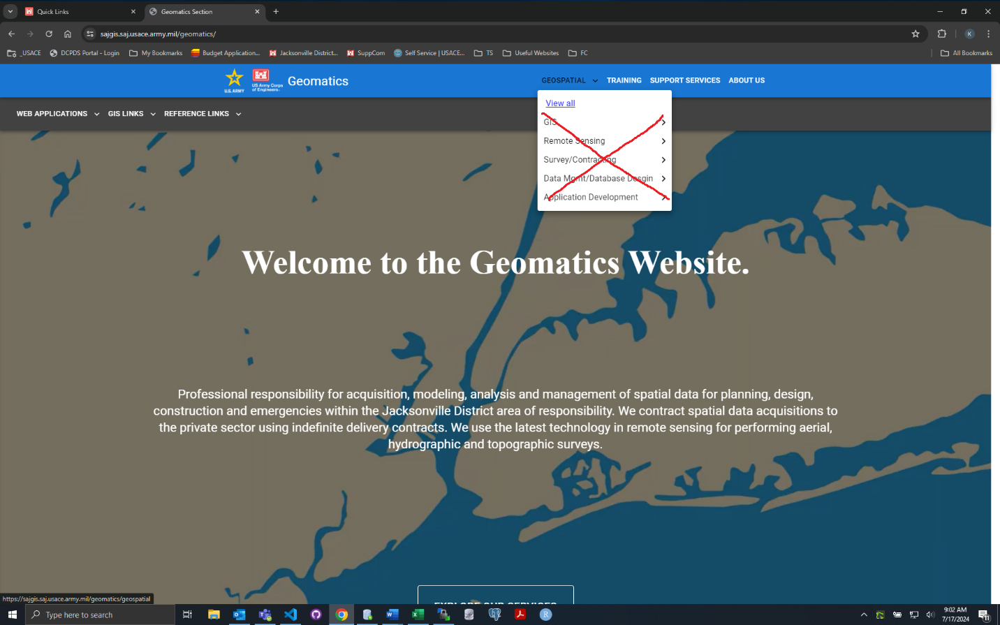 Quick Links
Geomatics Section
sajgis.saj.usace.army.mil/geomatics/
K
_USACE
DCPDS Portal - Login
My Bookmarks
Budget Application...
Jacksonville District...
SuppCom
Self Service | USACE...
TS
Useful Websites
FC
All Bookmarks
U.S. ARMY
US Army Corps
of Engineers.
Geomatics
GEOSPATIAL
TRAINING
SUPPORT SERVICES
ABOUT US
WEB APPLICATIONS
GIS LINKS
REFERENCE LINKS
View all
GIS
Remote Sensing
Survey/Contracting
Data Mgmt/Database Desgin
Application Development
Welcome to the Geomatics Website.
Professional responsibility for acquisition, modeling, analysis and management of spatial data for planning, design,
construction and emergencies within the Jacksonville District area of responsibility. We contract spatial data acquisitions to
the private sector using indefinite delivery contracts. We use the latest technology in remote sensing for performing aerial,
hydrographic and topographic surveys.
EXPLORE OUR SERVICES
https://sajgis.saj.usace.army.mil/geomatics/geospatial
Type here to search
9:02 AM
7/17/2024
11